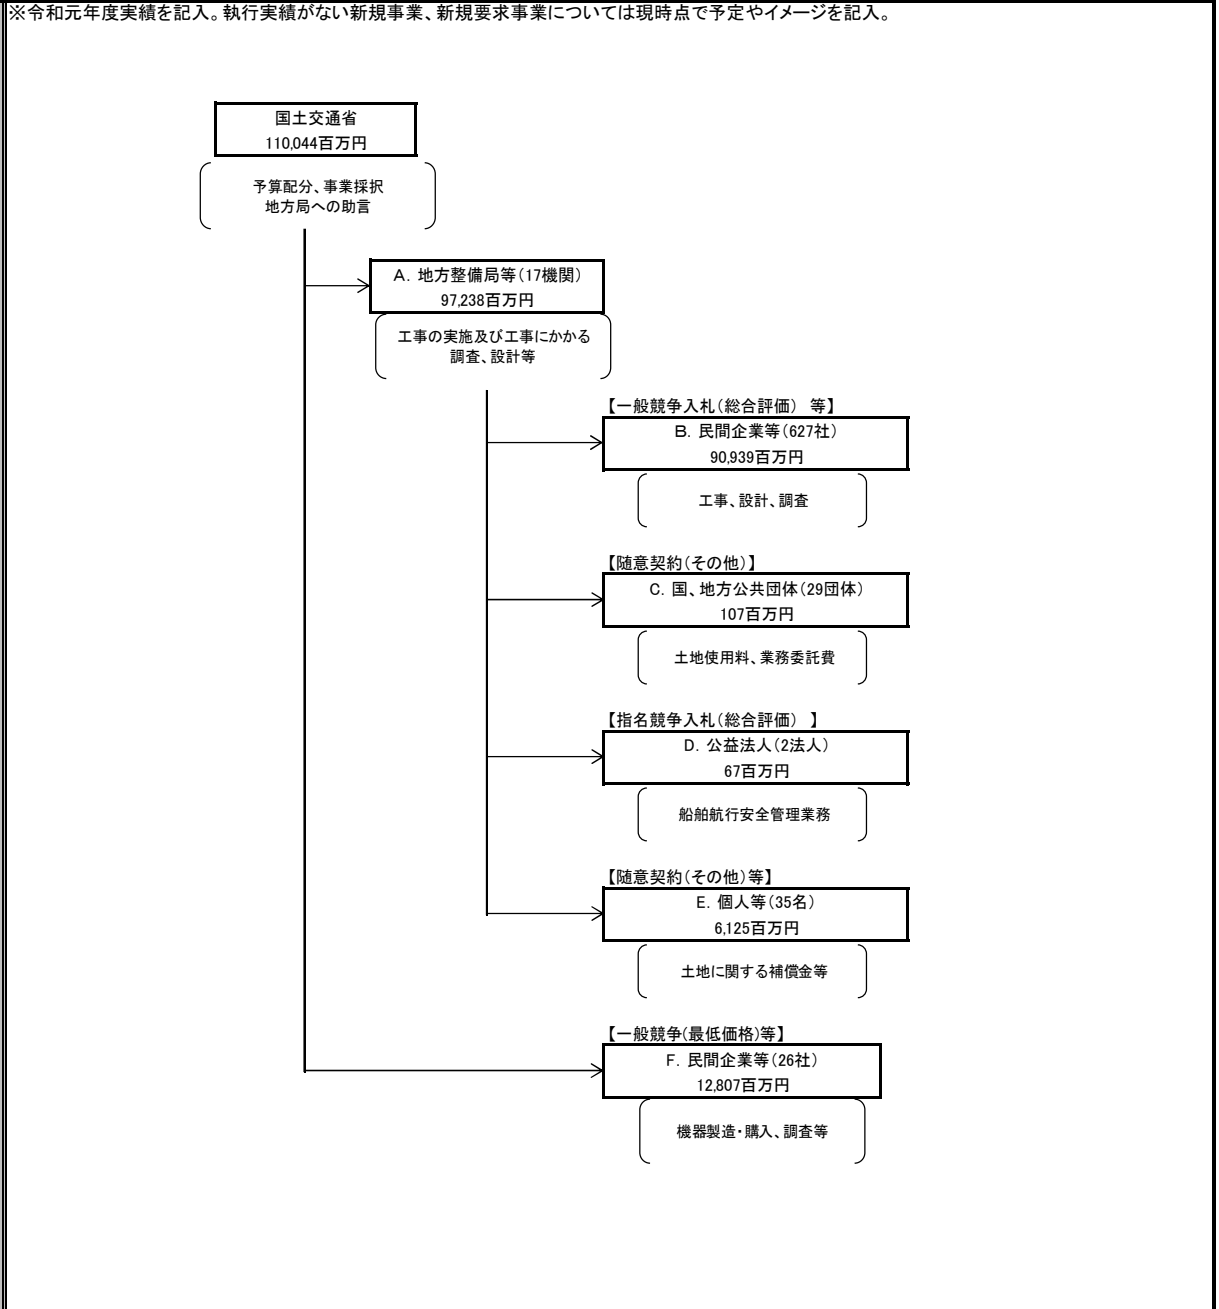 ※令和元年度実績を記入。執行実績がない新規事業、新規要求事業については現時点で予定やイメージを記入。
国土交通省
110,044百万円
予算配分、事業採択
地方局への助言
A．地方整備局等（17機関）
97,238百万円
工事の実施及び工事にかかる
調査、設計等
【一般競争入札（総合評価）　等】
B．民間企業等（627社）
90,939百万円
工事、設計、調査
【随意契約（その他）】
C．国、地方公共団体（29団体）
107百万円
土地使用料、業務委託費
【指名競争入札（総合評価）　】
D．公益法人（2法人）
67百万円
船舶航行安全管理業務
【随意契約（その他）等】
E．個人等（35名）
6,125百万円
土地に関する補償金等
【一般競争(最低価格)等】
F．民間企業等（26社）
12,807百万円
機器製造・購入、調査等